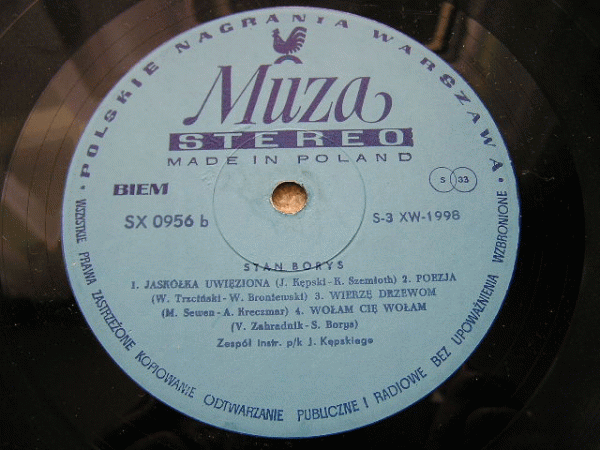 POLSKIE NAGRANIA WARSZAWA
Muza
STEREO
MADE IN POLAND
BIEM
S 33
SX 0956 b
S-3 XW-1998
STAN BORYS
1. JASKÓŁKA UWIĘZIONA (J. Kępski-K. Szemioth) 2. POEZJA
(W. Trzciński-W. Broniewski) 3. WIERZĘ DRZEWOM
(M. Sewen-A. Kreczmar) 4. WOŁAM CIĘ WOŁAM
(V. Zahradnik-S. Borys)
Zespół instr. p/k J. Kępskiego
WSZYSTKIE PRAWA ZASTRZEŻONE KOPIOWANIE ODTWARZANIE PUBLICZNE I RADIOWE BEZ UPOWAŻNIENIA WZBRONIONE